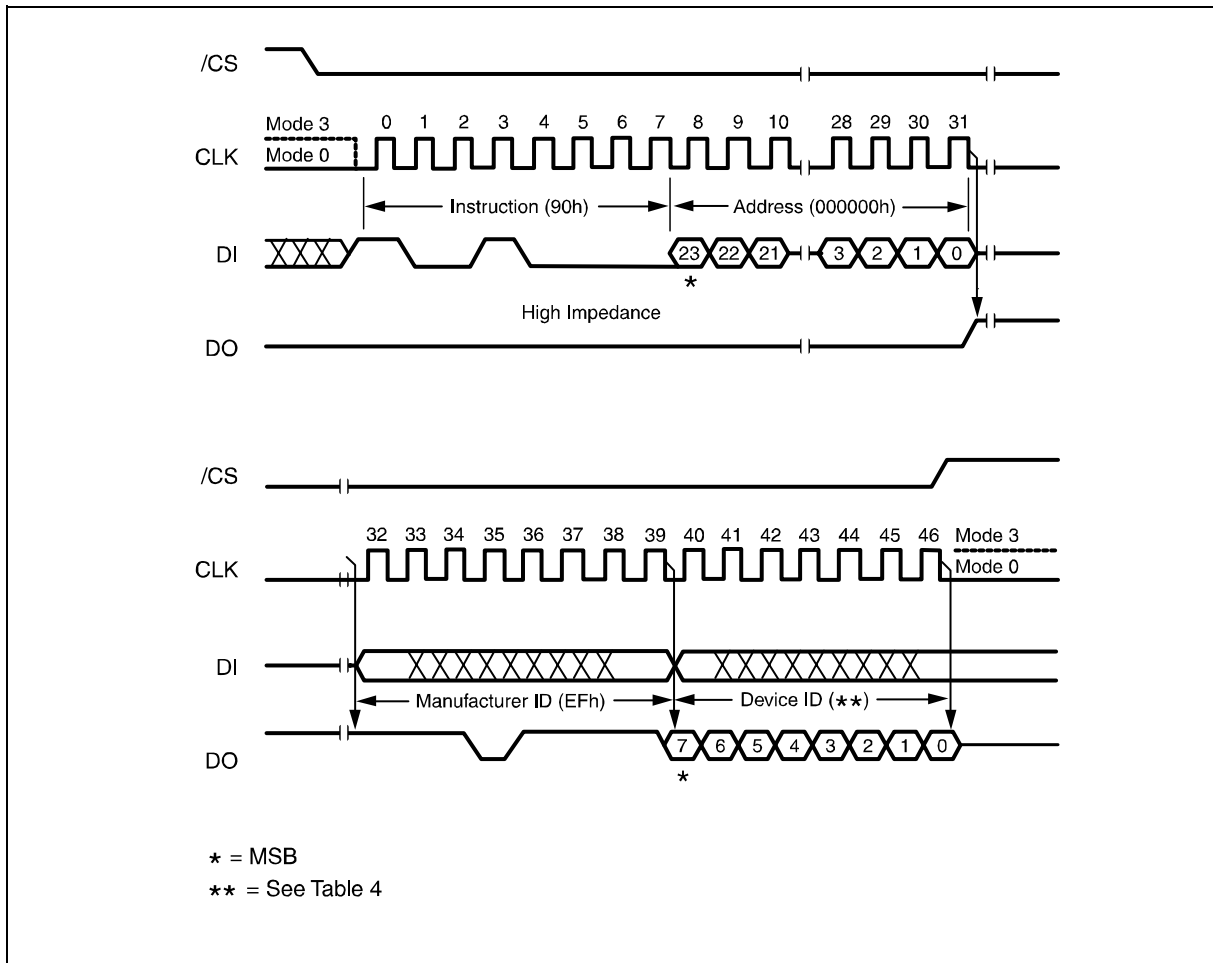 /CS
Mode 3 0 1 2 3 4 5 6 7 8 9 10 28 29 30 31
CLK Mode 0
Instruction (90h) Address (000000h)
DI 23 22 21 3 2 1 0
*
High Impedance
DO
/CS
32 33 34 35 36 37 38 39 40 41 42 43 44 45 46 Mode 3
CLK Mode 0
DI
Manufacturer ID (EFh) Device ID (**)
DO 7 6 5 4 3 2 1 0
*
* = MSB
** = See Table 4